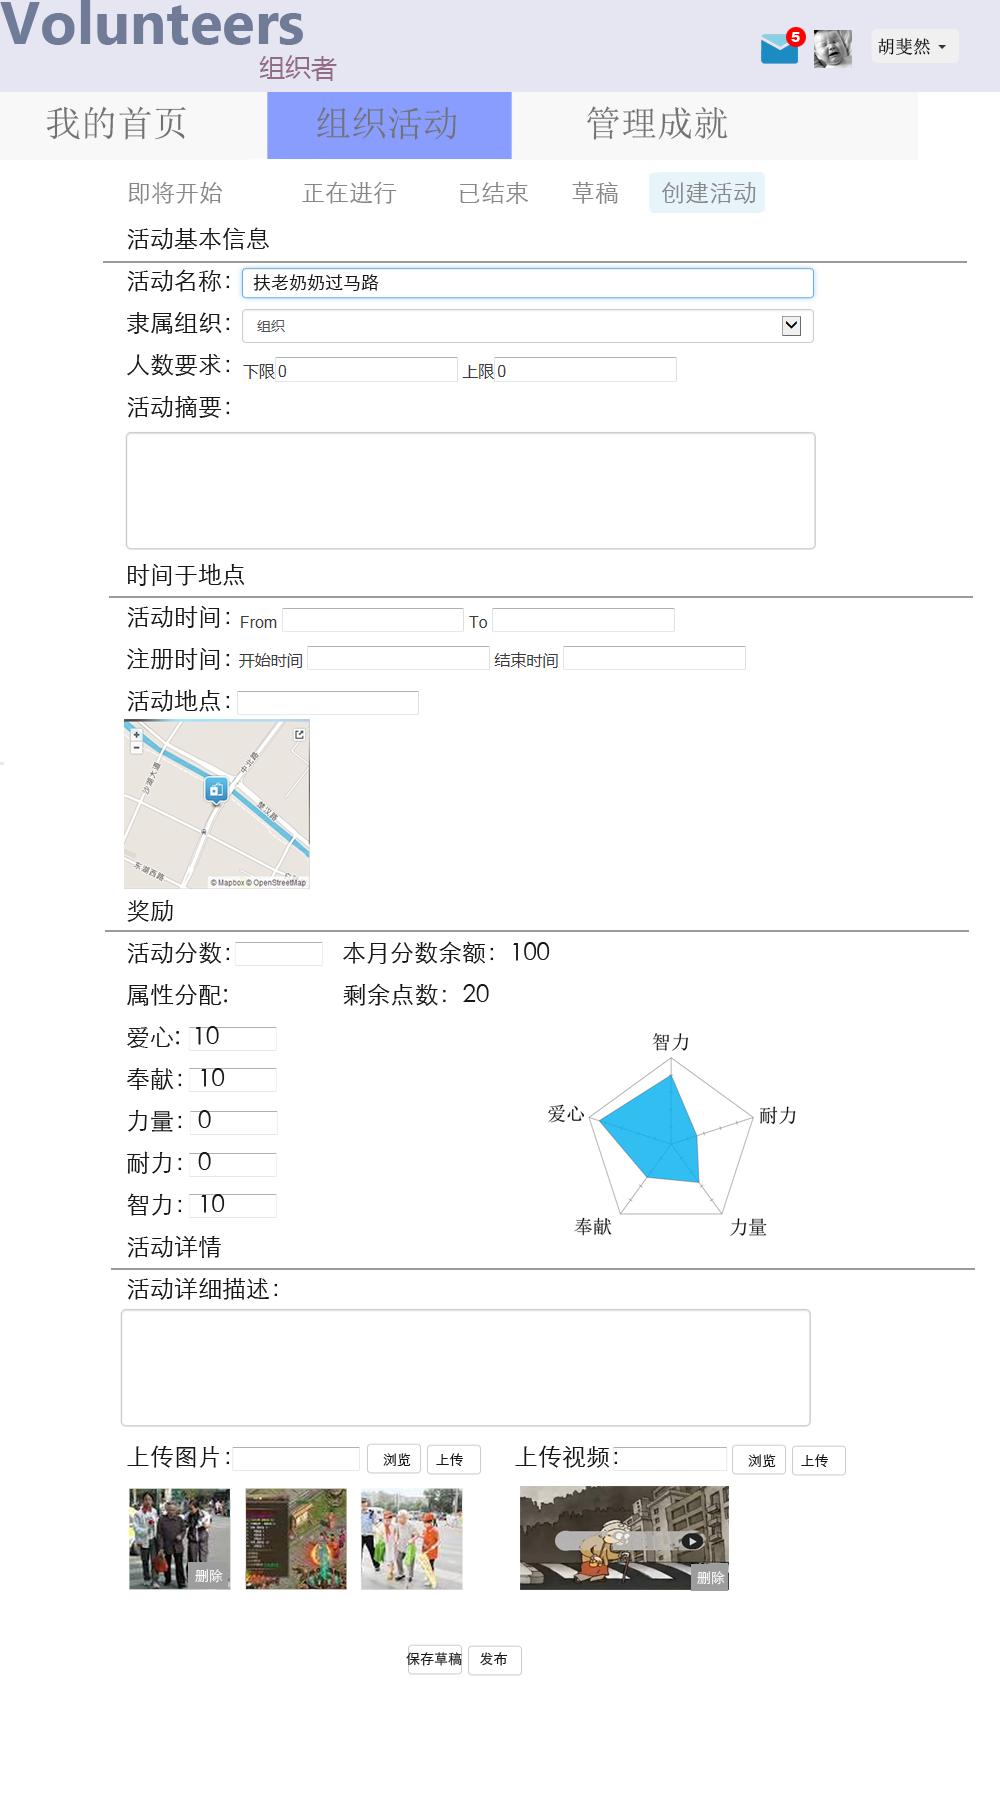 Volunteers
组织者
5
胡斐然
我的首页 组织活动 管理成就
即将开始 正在进行 已结束 草稿 创建活动
活动基本信息
活动名称: 扶老奶奶过马路
隶属组织: 组织
人数要求: 下限 0 上限 0
活动摘要:
时间于地点
活动时间: From To
注册时间: 开始时间 结束时间
活动地点:
沙湖大道
中北路
楚汉路
东湖西路
© Mapbox © OpenStreetMap
奖励
活动分数: 本月分数余额: 100
属性分配: 剩余点数: 20
爱心: 10
奉献: 10
力量: 0
耐力: 0
智力: 10
智力
爱心
耐力
奉献
力量
活动详情
活动详细描述:
上传图片: 浏览 上传 上传视频: 浏览 上传
删除 删除
保存草稿 发布